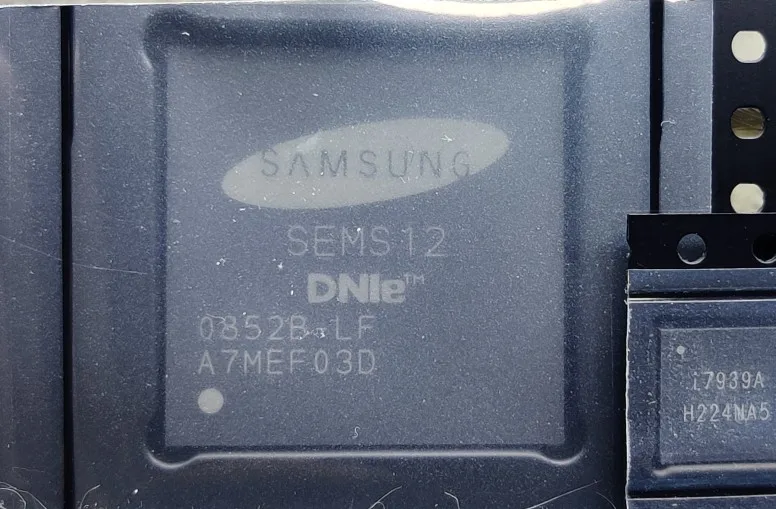 SAMSUNG
SEMS12
DNIe™
0852B-LF
A7MEF03D
i7939A
H224NA5